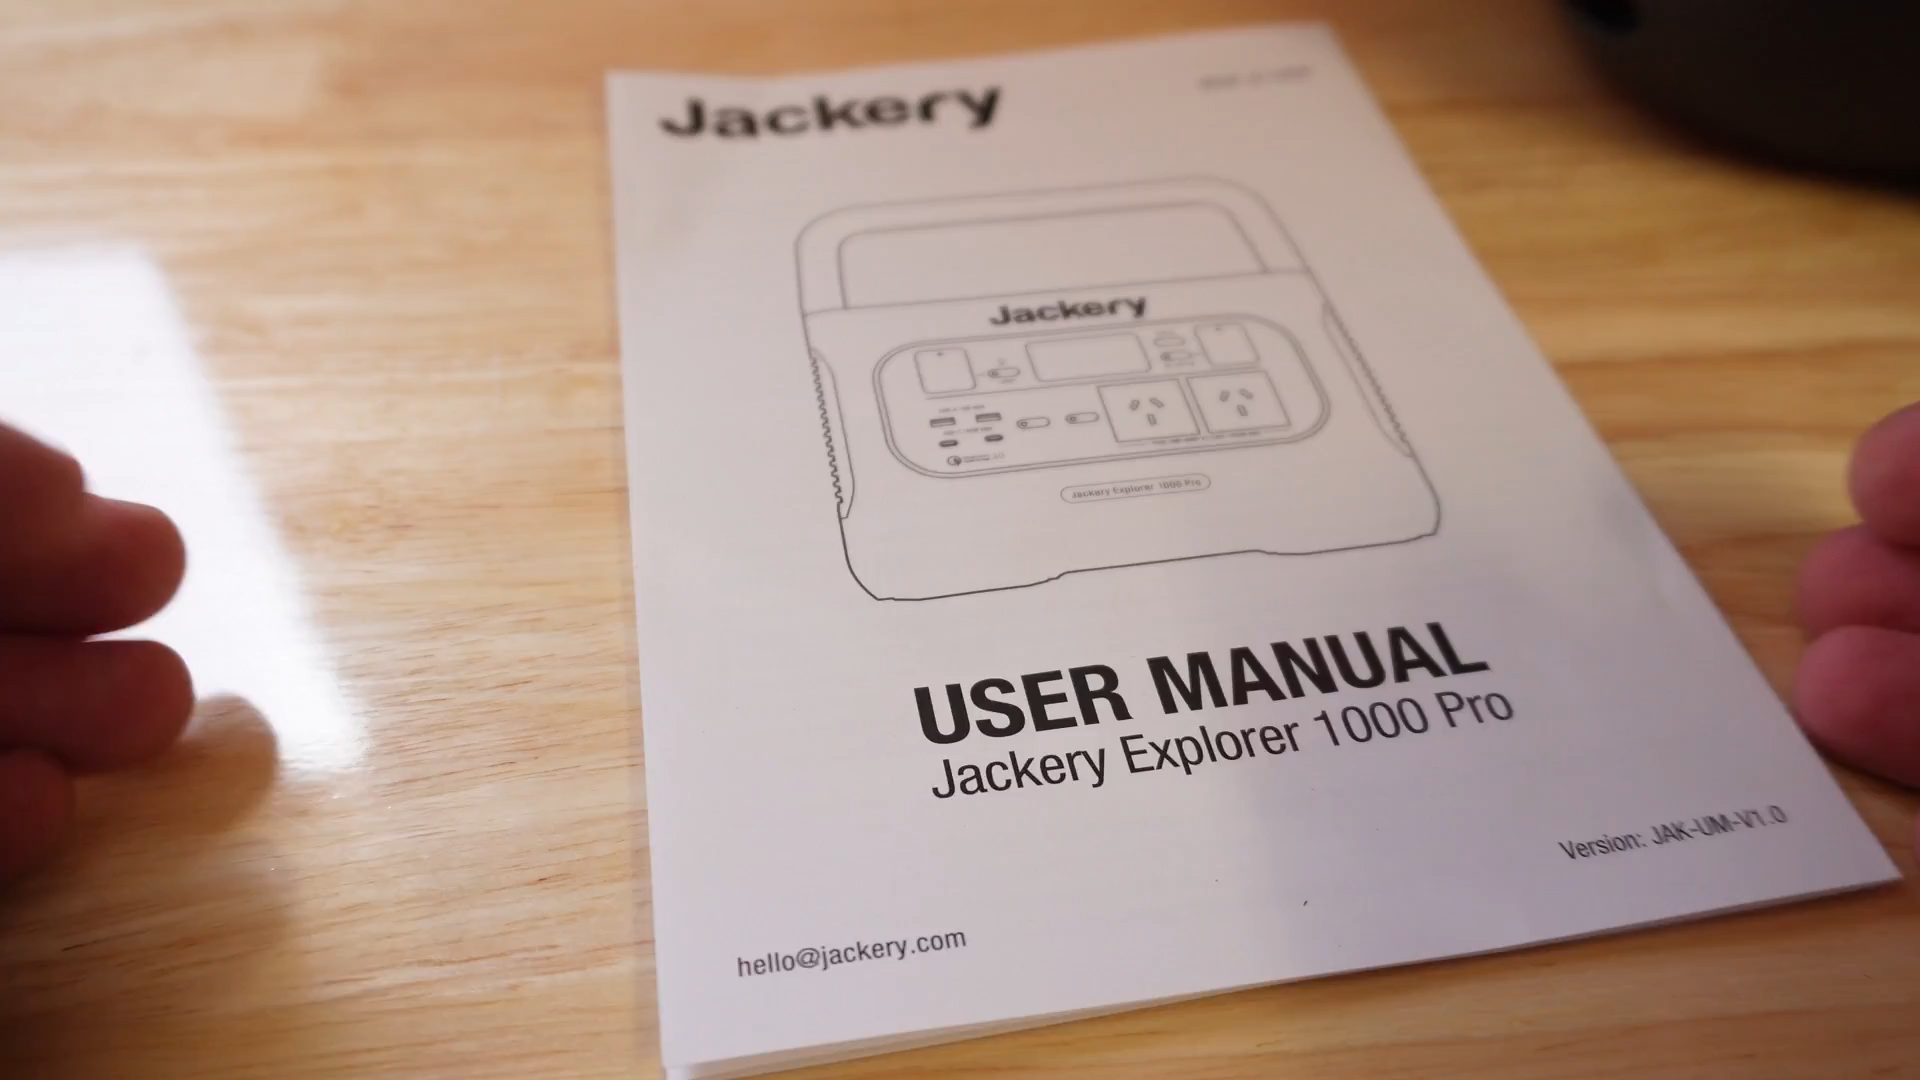 Jackery
Jackery
Jackery Explorer 1000 Pro
USER MANUAL
Jackery Explorer 1000 Pro
Version: JAK-UM-V1.0
hello@jackery.com